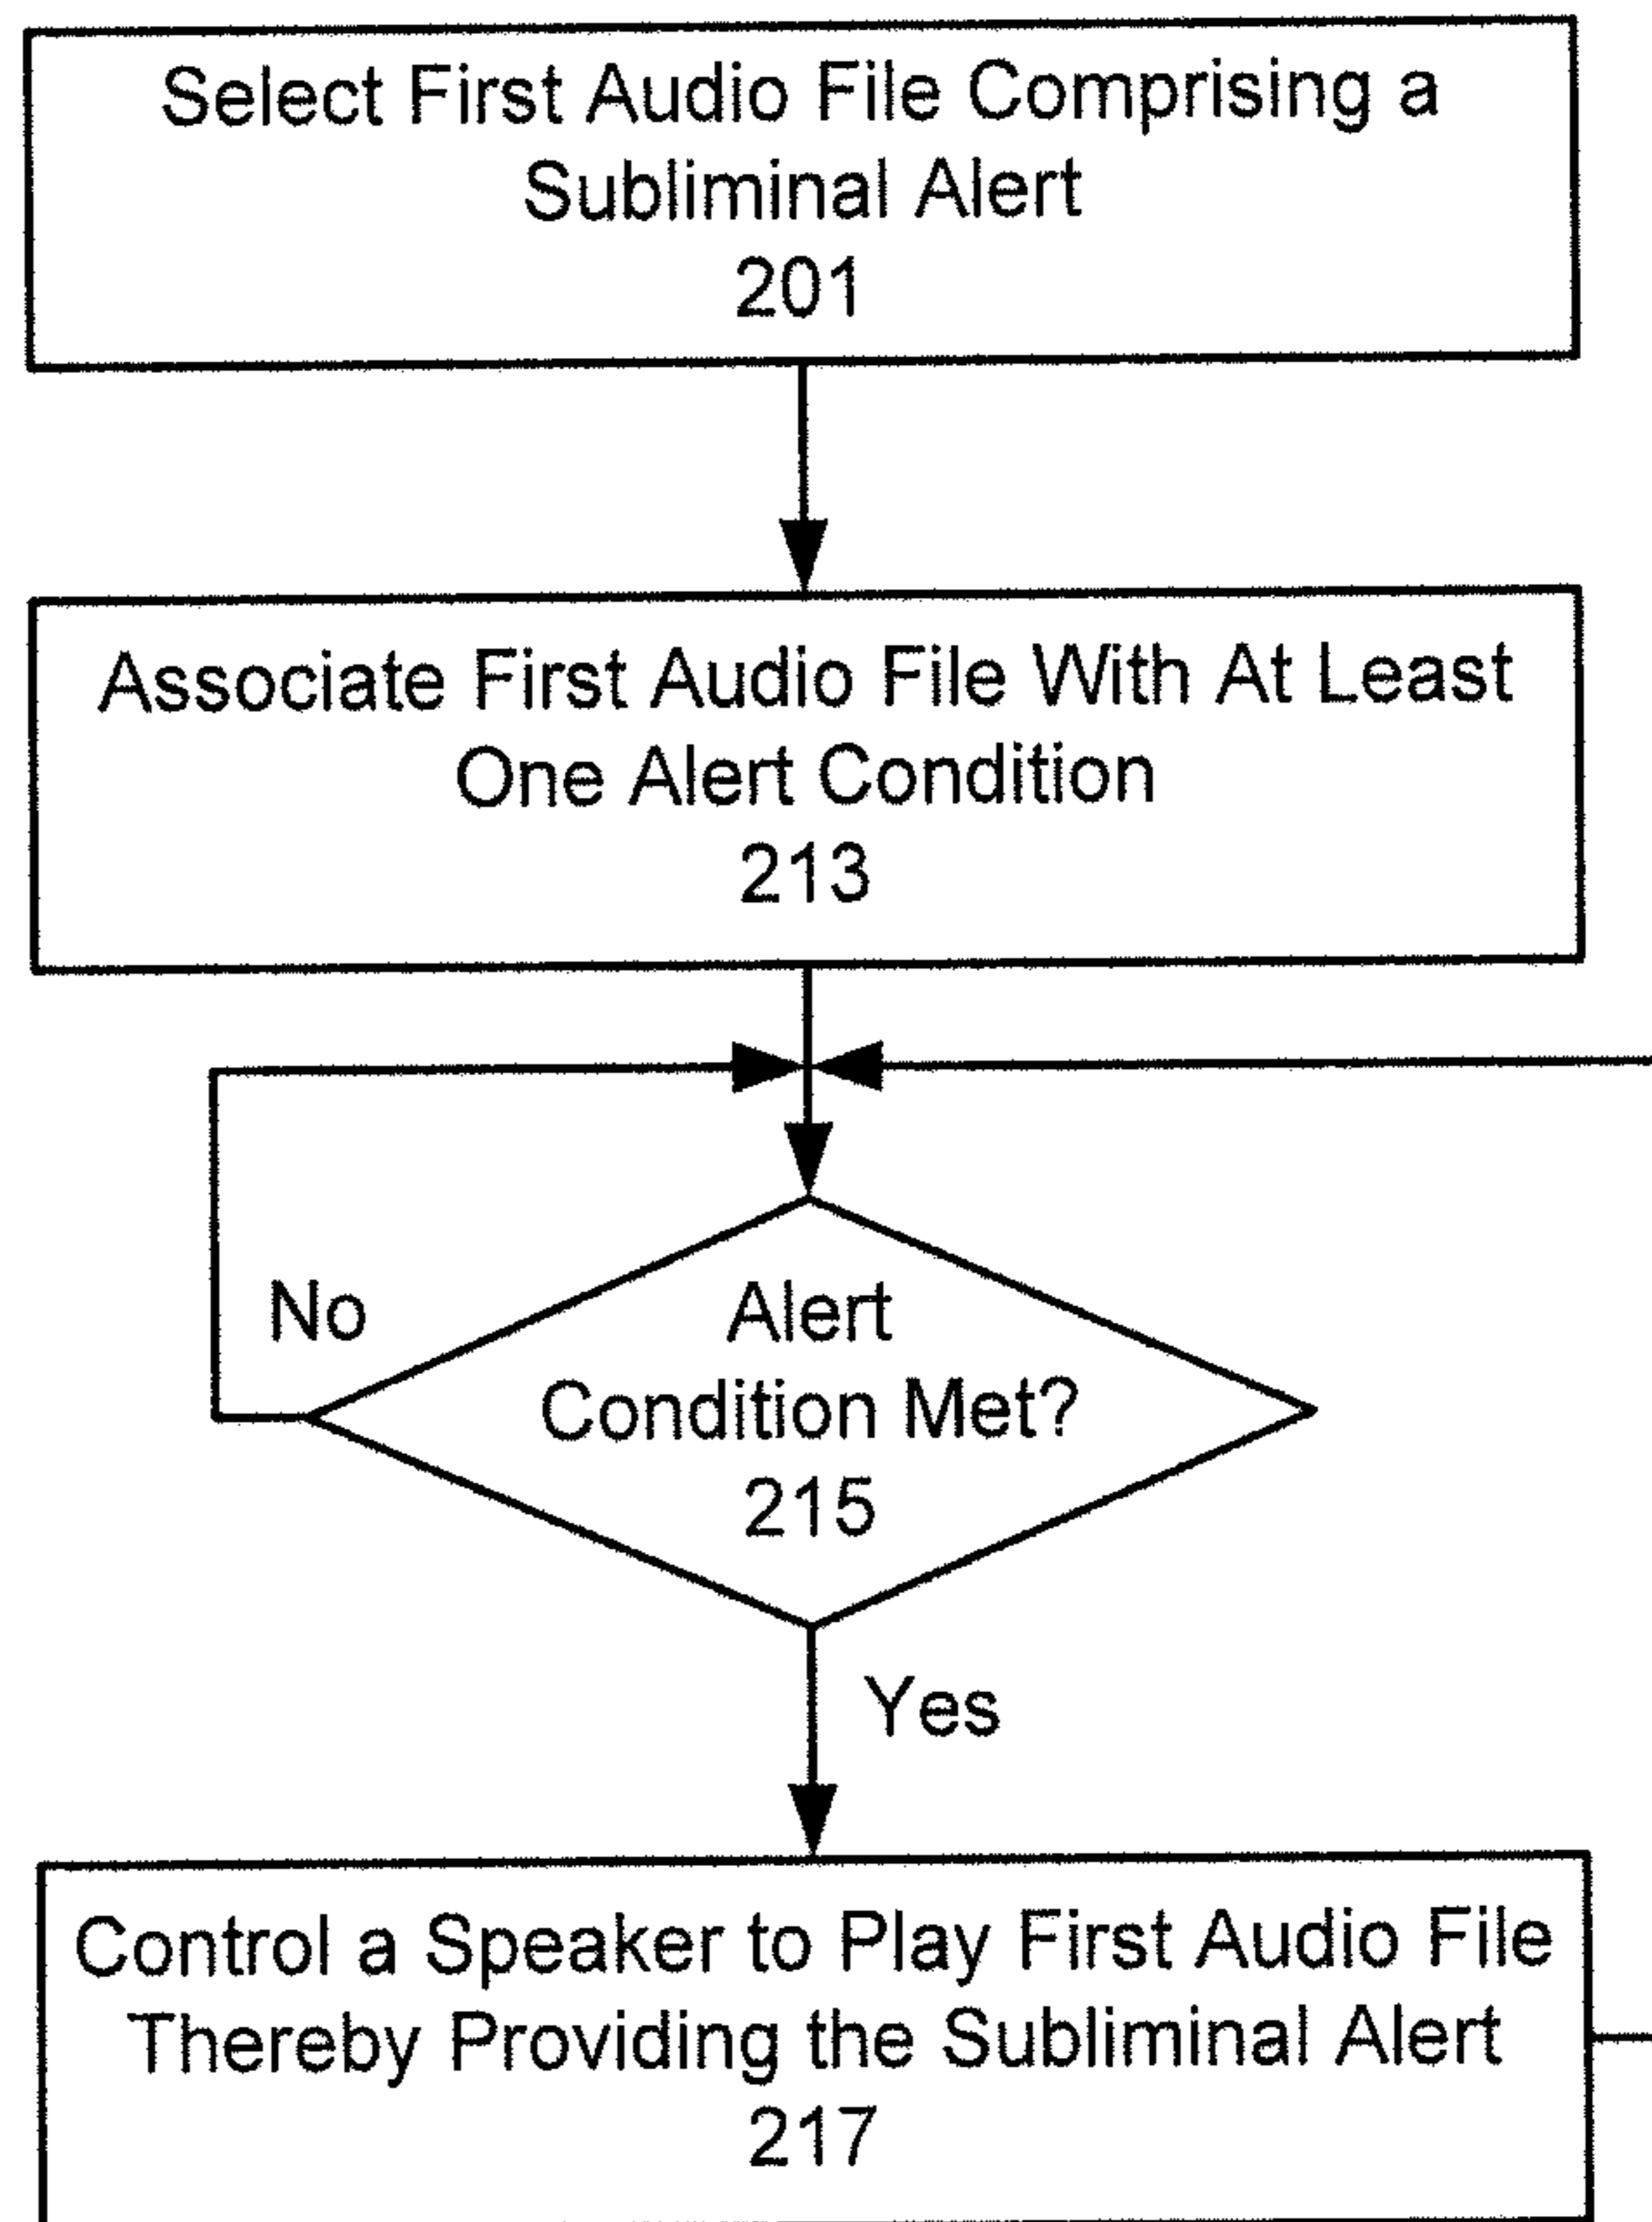 Select First Audio File Comprising a
Subliminal Alert
201
Associate First Audio File With At Least
One Alert Condition
213
No
Alert
Condition Met?
215
Yes
Control a Speaker to Play First Audio File
Thereby Providing the Subliminal Alert
217